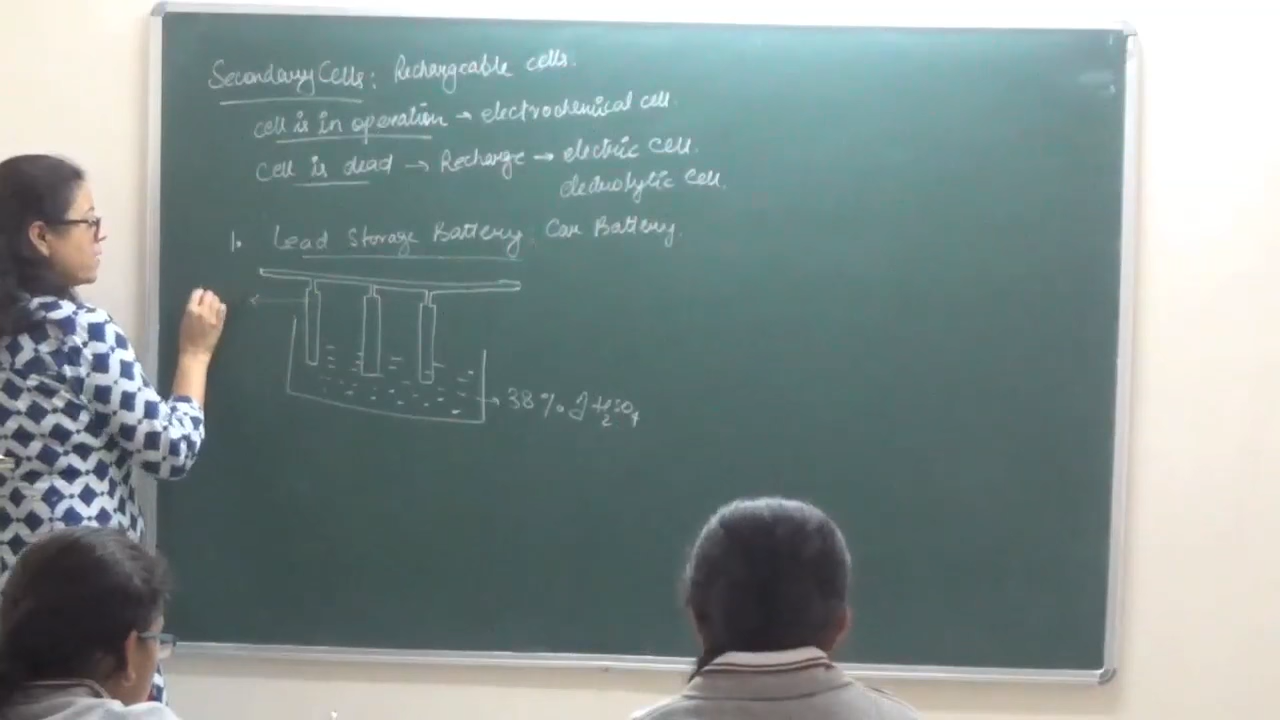 Secondary Cells: Rechargeable cells.
cell is in operation → electrochemical cell.
cell is dead → Recharge → electric cell.
electrolytic cell.
1. Lead Storage Battery: Car Battery.
→ 38% of H2SO4